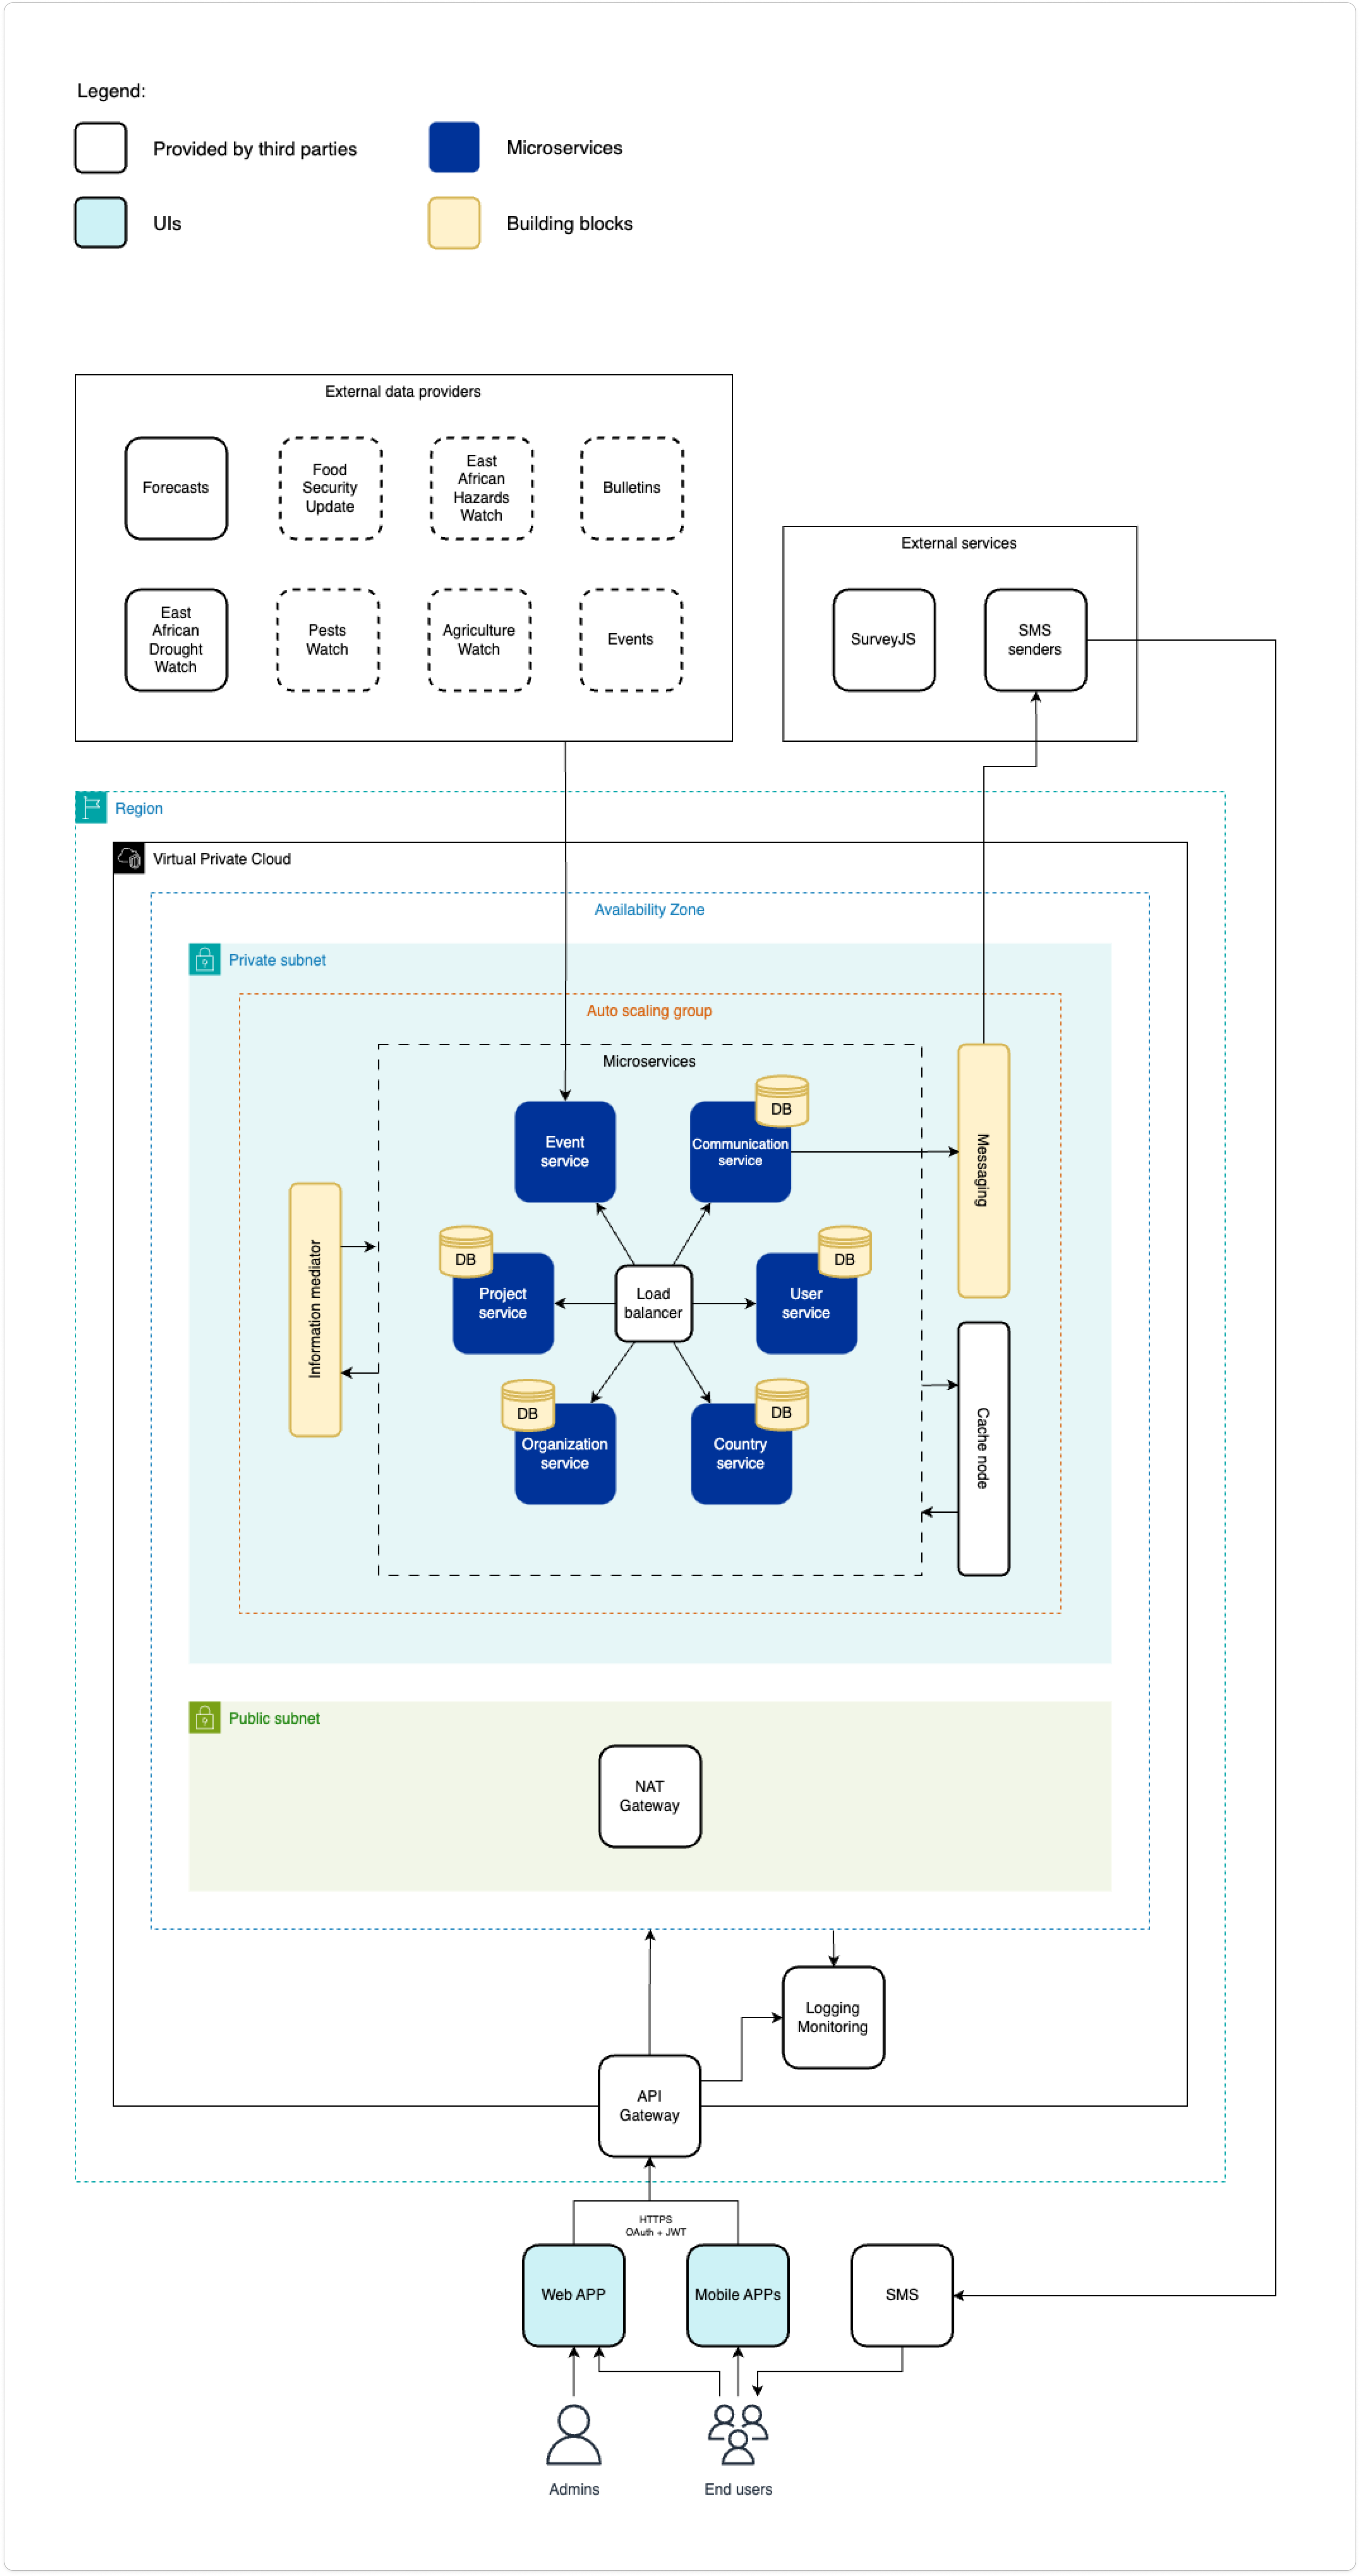 Legend:
Provided by third parties
Microservices
UIs
Building blocks
External data providers
Forecasts
Food
Security
Update
East
African
Hazards
Watch
Bulletins
East
African
Drought
Watch
Pests
Watch
Agriculture
Watch
Events
External services
SurveyJS
SMS
senders
Region
Virtual Private Cloud
Availability Zone
Private subnet
Auto scaling group
Microservices
Event
service
DB
Communication
service
Messaging
Information mediator
DB
Project
service
Load
balancer
DB
User
service
DB
Organization
service
DB
Country
service
Cache node
Public subnet
NAT
Gateway
Logging
Monitoring
API
Gateway
HTTPS
OAuth + JWT
Web APP
Mobile APPs
SMS
Admins
End users